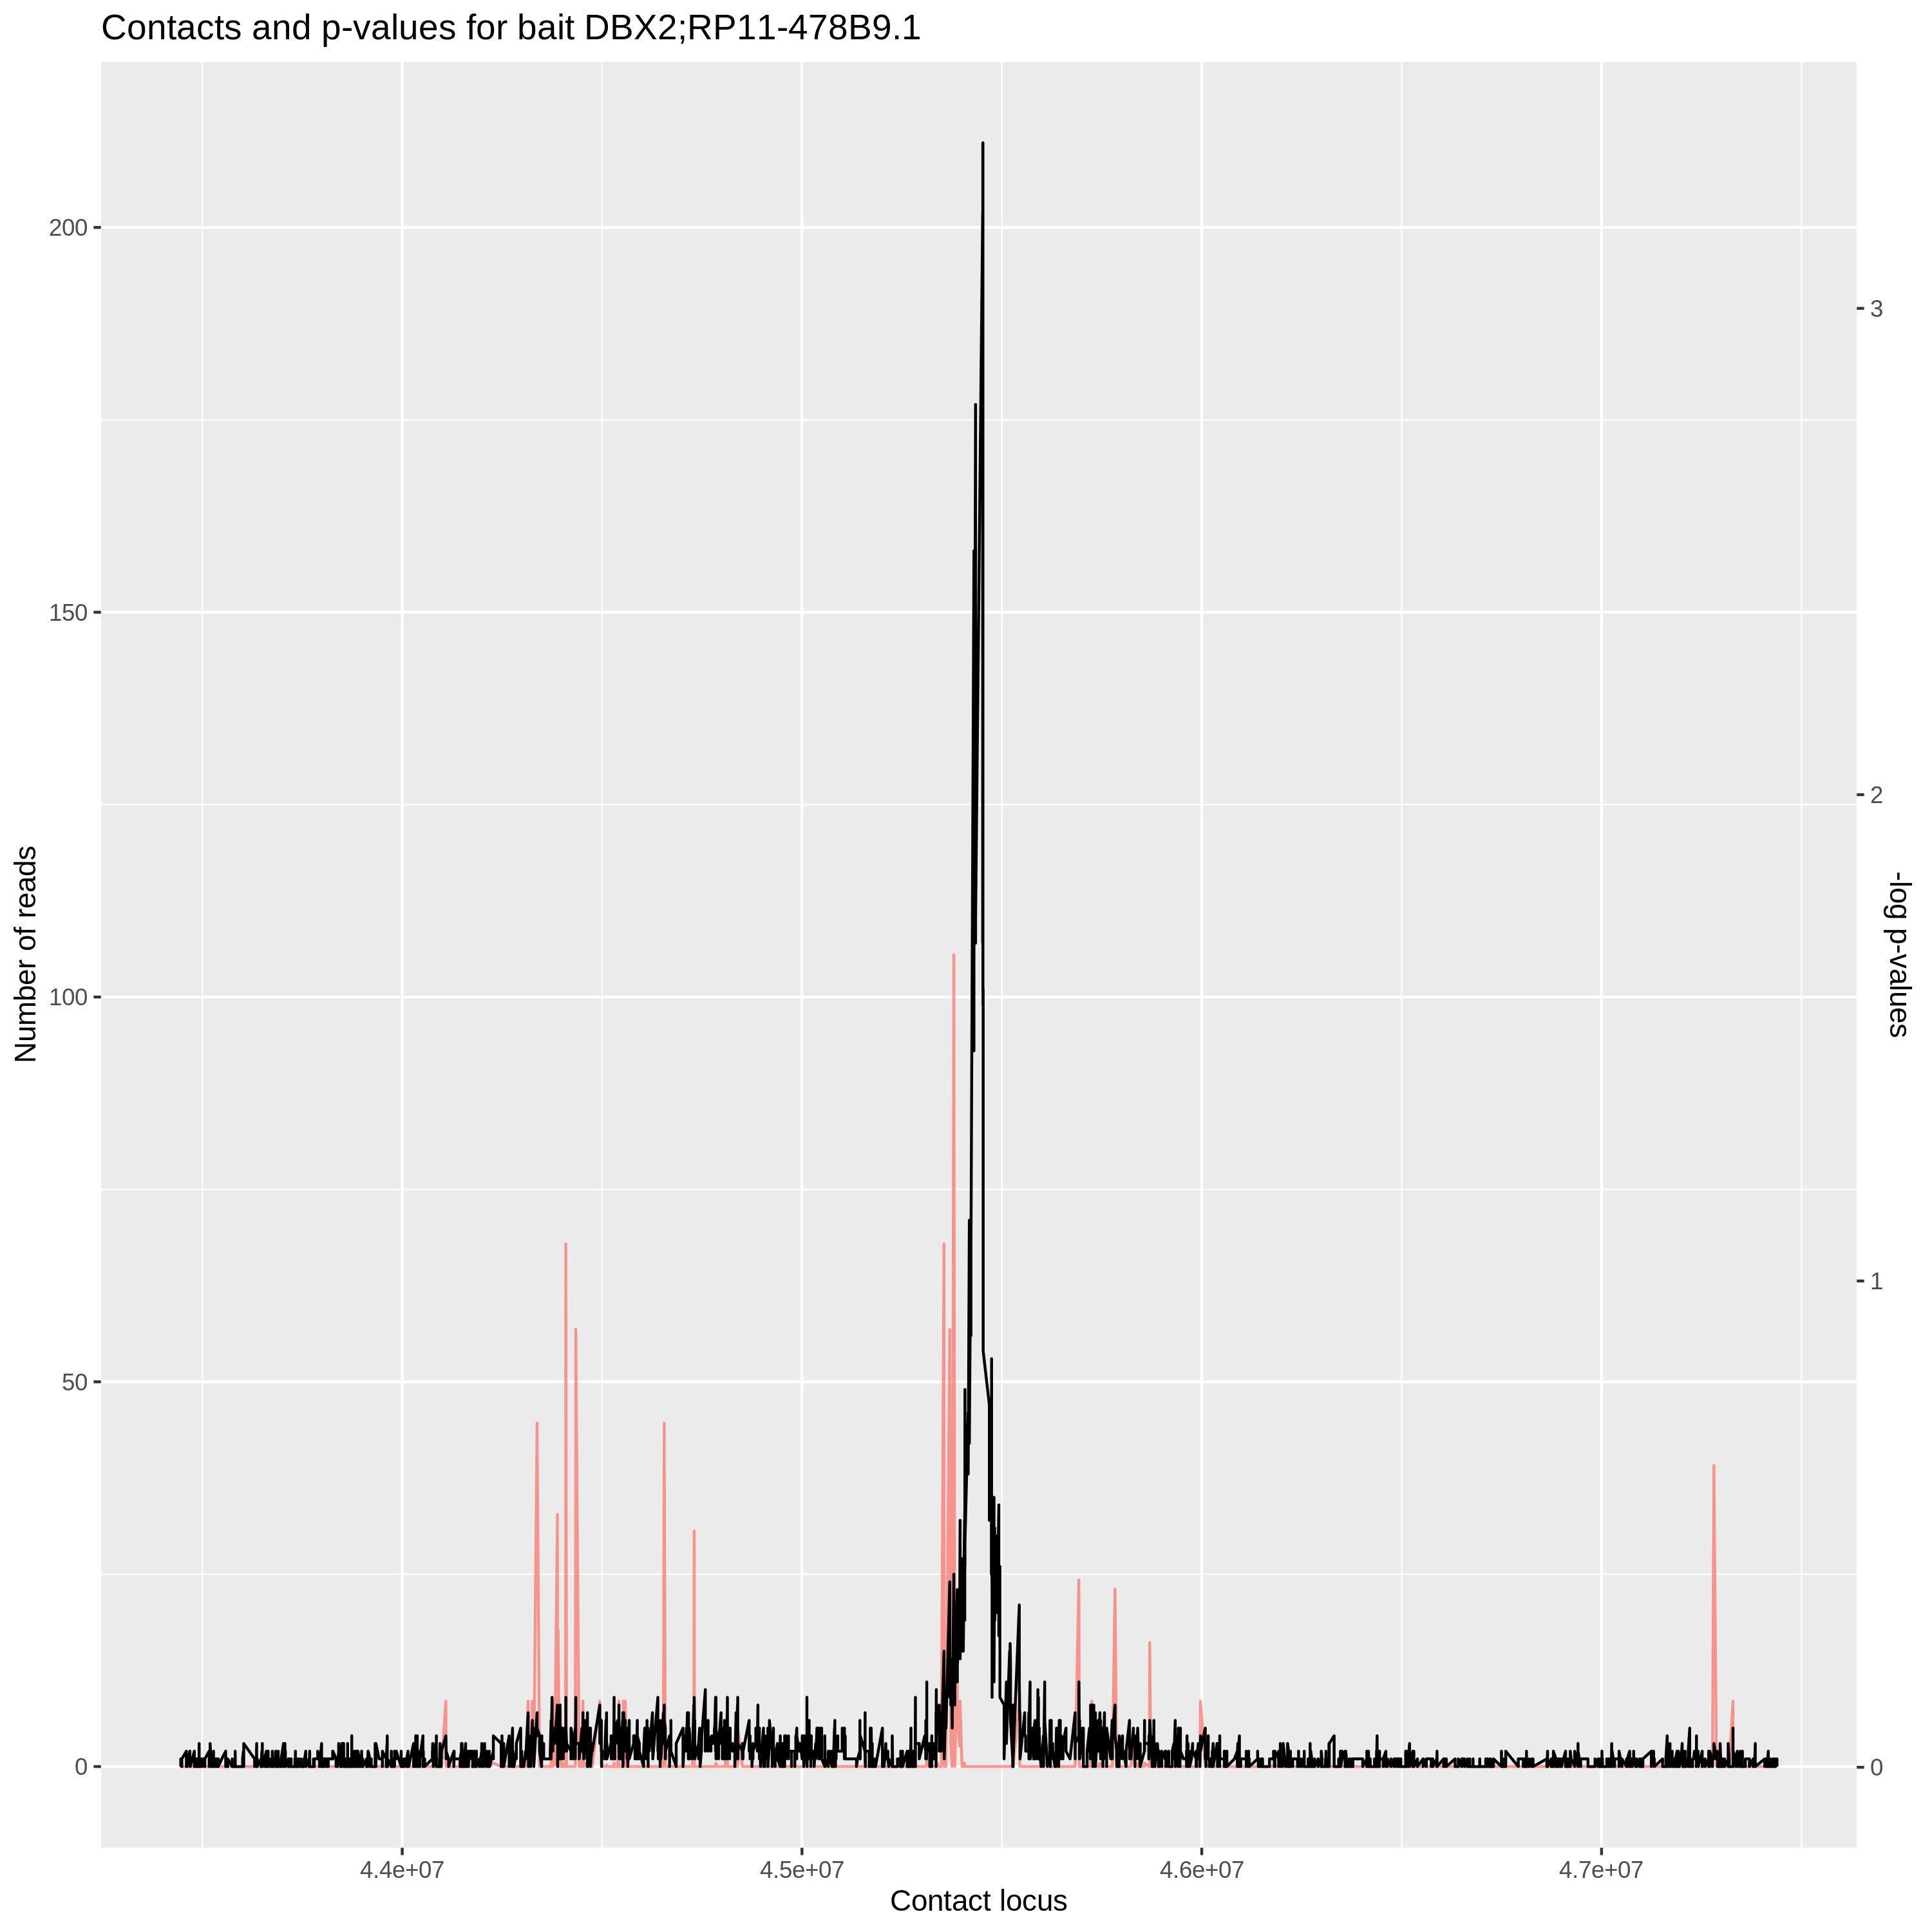 Contacts and p-values for bait DBX2;RP11-478B9.1
200
150
100
50
0
Number of reads
3
2
1
0
-log p-values
4.4e+07 4.5e+07 4.6e+07 4.7e+07
Contact locus